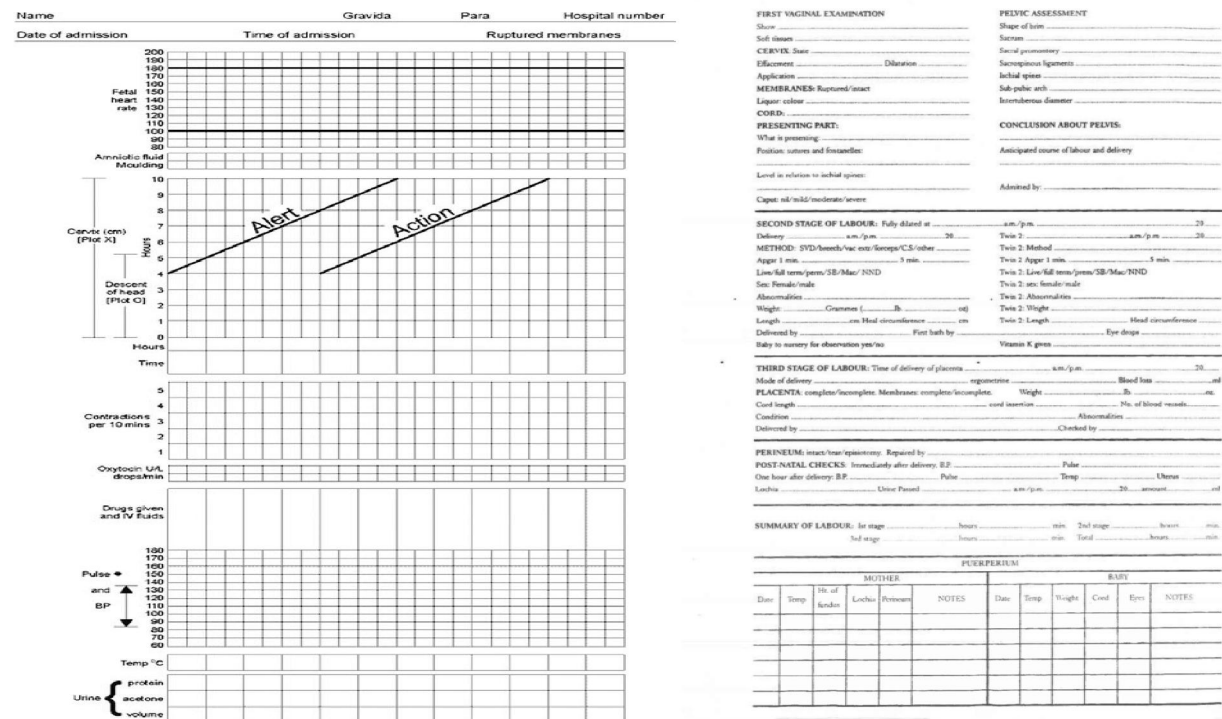 Name Gravida Para Hospital number
Date of admission Time of admission Ruptured membranes
200
190
180
170
160
150
140
130
120
110
100
90
80
Fetal
heart
rate
Amniotic fluid
Moulding
10
9
8
7
6
5
4
3
2
1
0
Alert
Action
Cervix (cm)
[Plot X]
Hours
Descent
of head
[Plot O]
Hours
Time
5
4
3
2
1
Contractions
per 10 mins
Oxytocin U/L
drops/min
Drugs given
and IV fluids
180
170
160
150
140
130
120
110
100
90
80
70
60
Pulse
and
BP
Temp °C
Urine
protein
acetone
volume
FIRST VAGINAL EXAMINATION
Show
Soft tissues
CERVIX: State
Effacement Dilatation
Application
MEMBRANES: Ruptured/intact
Liquor: colour
CORD:
PRESENTING PART:
What is presenting:
Position: sutures and fontanelles:
Level in relation to ischial spines:
Caput: nil/mild/moderate/severe
PELVIC ASSESSMENT
Shape of brim
Sacrum
Sacral promontory
Sacrospinous ligaments
Ischial spines
Sub-pubic arch
Intertuberous diameter
CONCLUSION ABOUT PELVIS:
Anticipated course of labour and delivery
Admitted by:
SECOND STAGE OF LABOUR: Fully dilated at a.m./p.m. 20
Delivery a.m./p.m. 20 Twin 2: a.m./p.m. 20
METHOD: SVD/breech/vac extr/forceps/C.S/other Twin 2: Method
Apgar 1 min. 5 min. Twin 2 Apgar 1 min. 5 min.
Live/full term/prem/SB/Mac/ NND Twin 2: Live/full term/prem/SB/Mac/NND
Sex: Female/male Twin 2: sex: female/male
Abnormalities Twin 2: Abnormalities
Weight: Grammes ( lb. oz) Twin 2: Weight
Length cm Head circumference cm Twin 2: Length Head circumference
Delivered by First bath by Eye drops
Baby to nursery for observation yes/no Vitamin K given
THIRD STAGE OF LABOUR: Time of delivery of placenta a.m./p.m. 20
Mode of delivery ergometrine Blood loss ml
PLACENTA: complete/incomplete. Membranes: complete/incomplete. Weight lb. oz.
Cord length cord insertion No. of blood vessels
Condition Abnormalities
Delivered by Checked by
PERINEUM: intact/tear/episiotomy. Repaired by
POST-NATAL CHECKS: Immediately after delivery, B.P. Pulse
One hour after delivery: B.P. Pulse Temp Uterus
Lochia Urine Passed a.m./p.m. 20 amount ml
SUMMARY OF LABOUR: 1st stage hours min. 2nd stage hours min.
3rd stage hours min. Total hours min.
PUERPERIUM
MOTHER BABY
Date Temp Ht. of fundus Lochia Perineum NOTES Date Temp Weight Cord Eyes NOTES